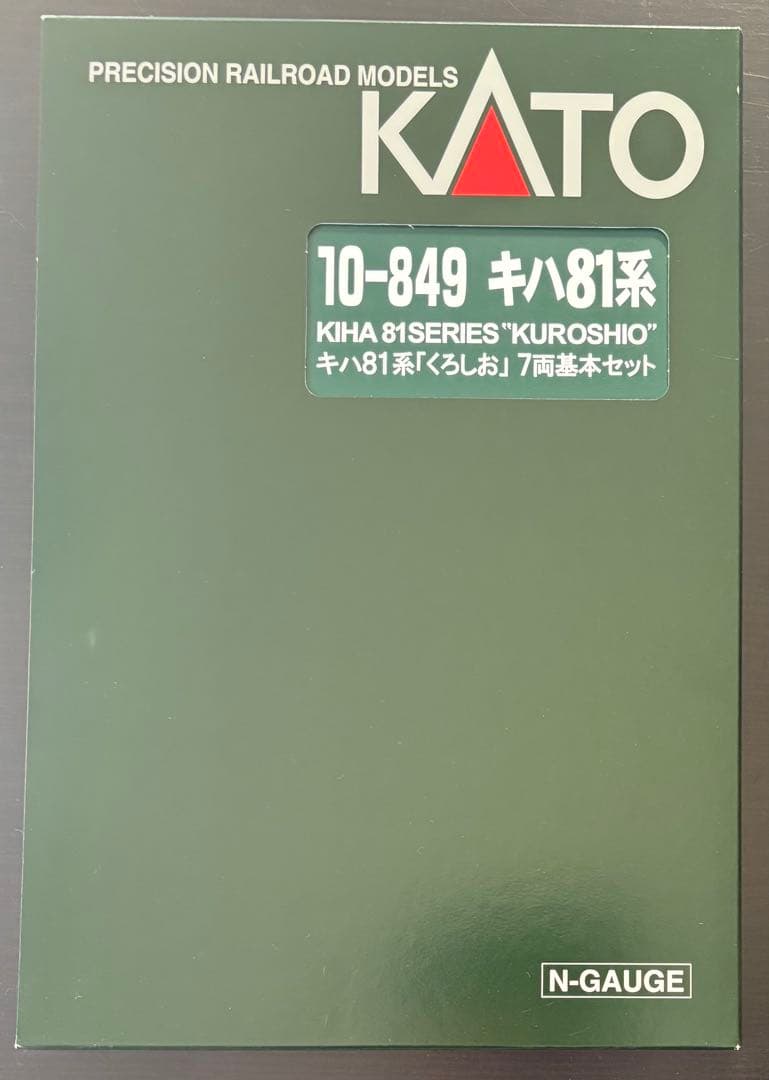 PRECISION RAILROAD MODELS
KATO
10-849 キハ81系
KIHA 81SERIES "KUROSHIO"
キハ81系「くろしお」 7両基本セット
N-GAUGE